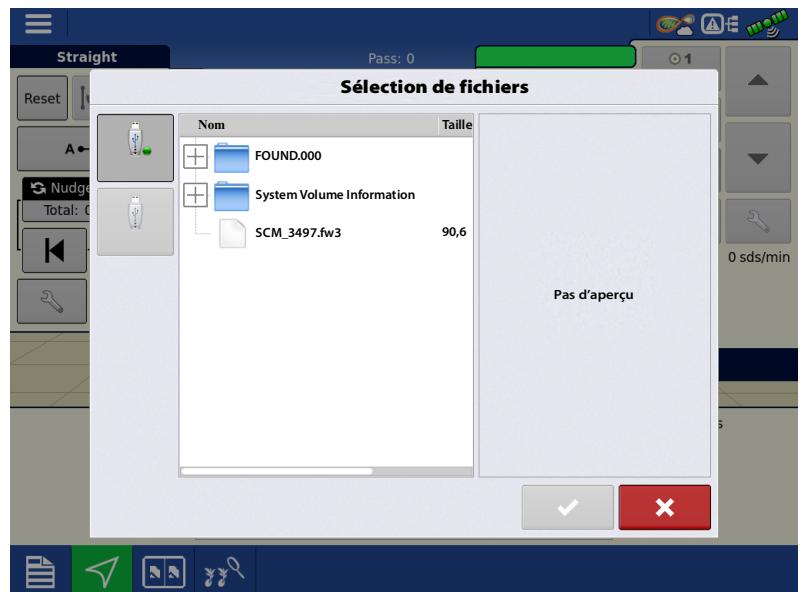 Straight
Pass: 0
1
Sélection de fichiers
Reset
Nom
Taille
A
FOUND.000
Nudge
System Volume Information
Total:
SCM_3497.fw3
90,6
0 sds/min
Pas d’aperçu